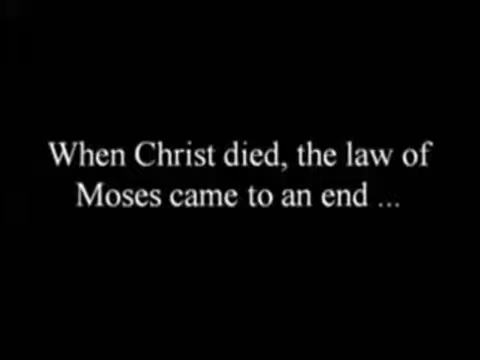 When Christ died, the law of
Moses came to an end ...